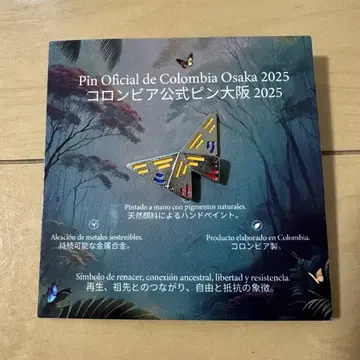 Pin Oficial de Colombia Osaka 2025
コロンビア公式ピン大阪 2025
Pintado a mano con pigmentos naturales.
天然顔料によるハンドペイント。
Aleación de metales sostenibles.
持続可能な金属合金。
Producto elaborado en Colombia.
コロンビア製。
Símbolo de renacer, conexión ancestral, libertad y resistencia.
再生、祖先とのつながり、自由と抵抗の象徴。